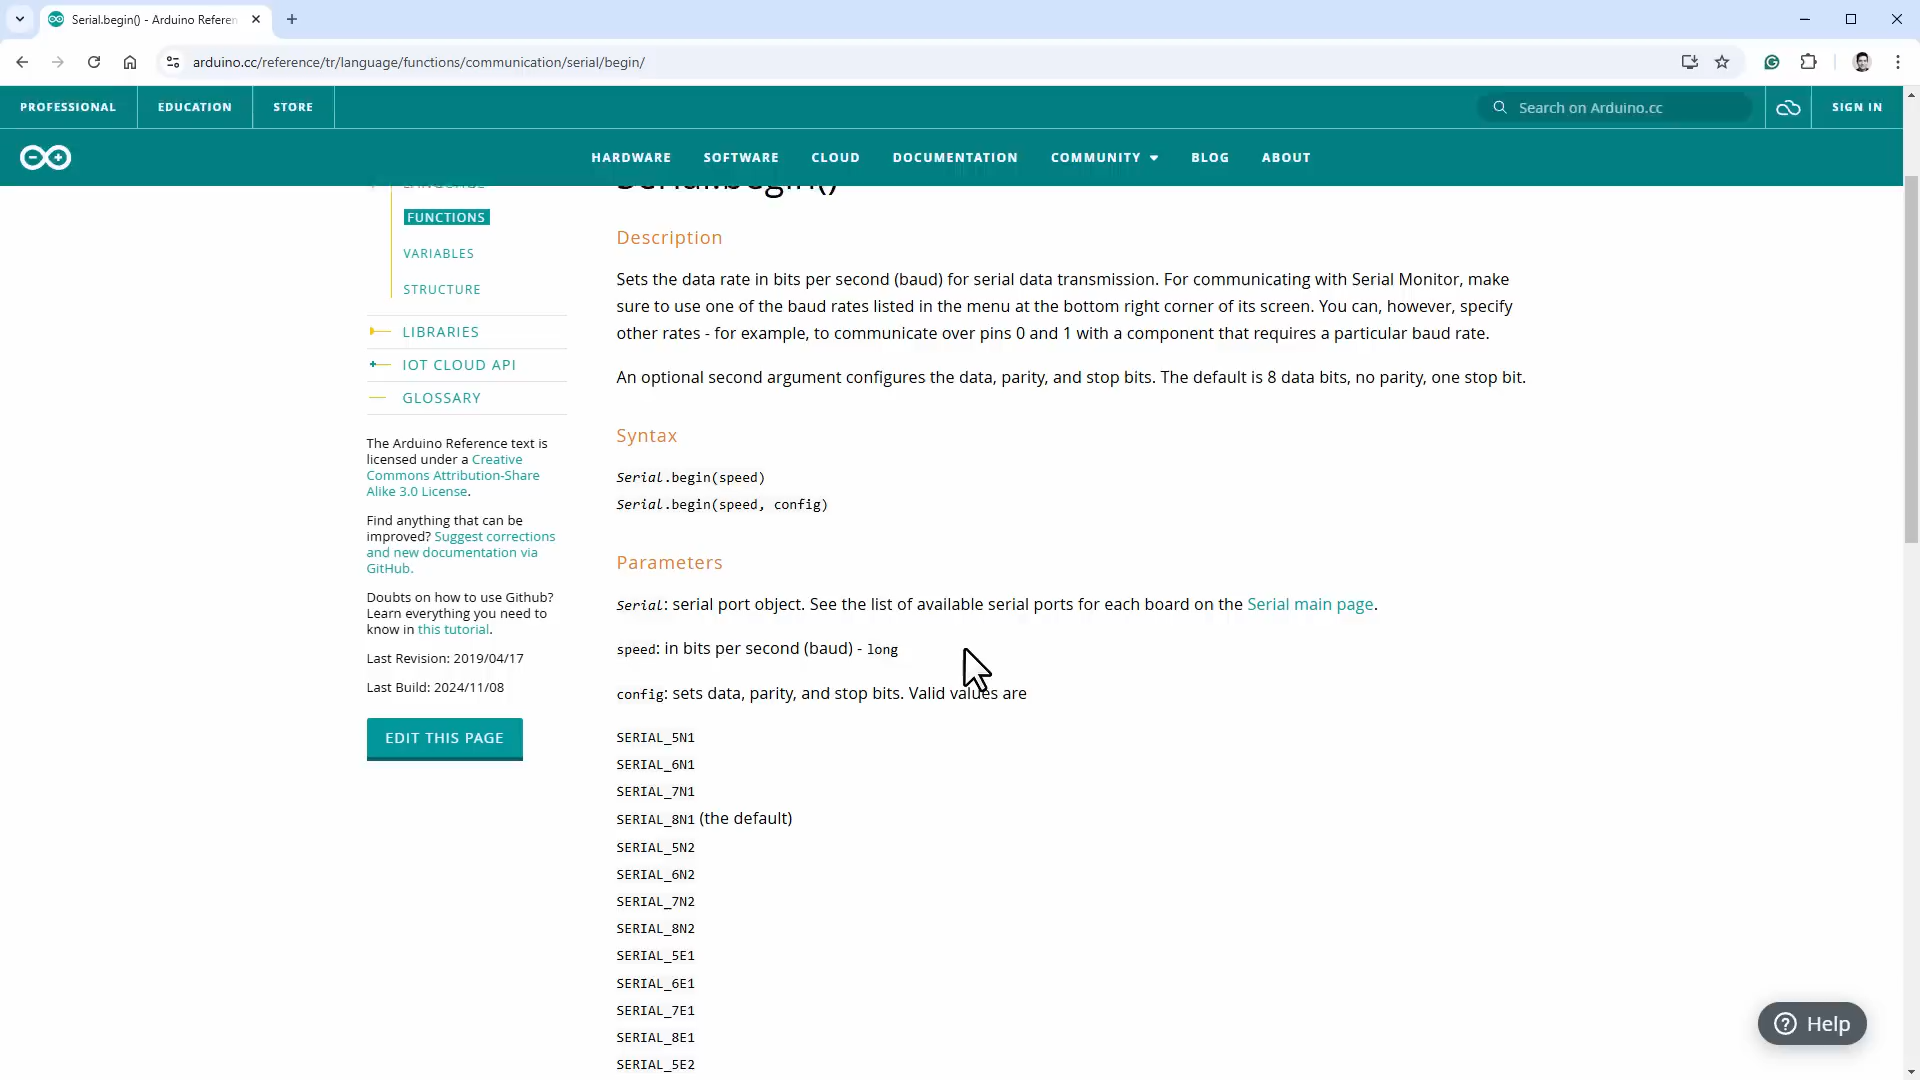 Serial.begin() - Arduino Referen
arduino.cc/reference/tr/language/functions/communication/serial/begin/
PROFESSIONAL
EDUCATION
STORE
Search on Arduino.cc
SIGN IN
HARDWARE
SOFTWARE
CLOUD
DOCUMENTATION
COMMUNITY
BLOG
ABOUT
LANGUAGE
FUNCTIONS
VARIABLES
STRUCTURE
LIBRARIES
IOT CLOUD API
GLOSSARY
The Arduino Reference text is
licensed under a Creative
Commons Attribution-Share
Alike 3.0 License.
Find anything that can be
improved? Suggest corrections
and new documentation via
GitHub.
Doubts on how to use Github?
Learn everything you need to
know in this tutorial.
Last Revision: 2019/04/17
Last Build: 2024/11/08
EDIT THIS PAGE
Serial.begin()
Description
Sets the data rate in bits per second (baud) for serial data transmission. For communicating with Serial Monitor, make
sure to use one of the baud rates listed in the menu at the bottom right corner of its screen. You can, however, specify
other rates - for example, to communicate over pins 0 and 1 with a component that requires a particular baud rate.
An optional second argument configures the data, parity, and stop bits. The default is 8 data bits, no parity, one stop bit.
Syntax
Serial.begin(speed)
Serial.begin(speed, config)
Parameters
Serial: serial port object. See the list of available serial ports for each board on the Serial main page.
speed: in bits per second (baud) - long
config: sets data, parity, and stop bits. Valid values are
SERIAL_5N1
SERIAL_6N1
SERIAL_7N1
SERIAL_8N1 (the default)
SERIAL_5N2
SERIAL_6N2
SERIAL_7N2
SERIAL_8N2
SERIAL_5E1
SERIAL_6E1
SERIAL_7E1
SERIAL_8E1
SERIAL_5E2
Help